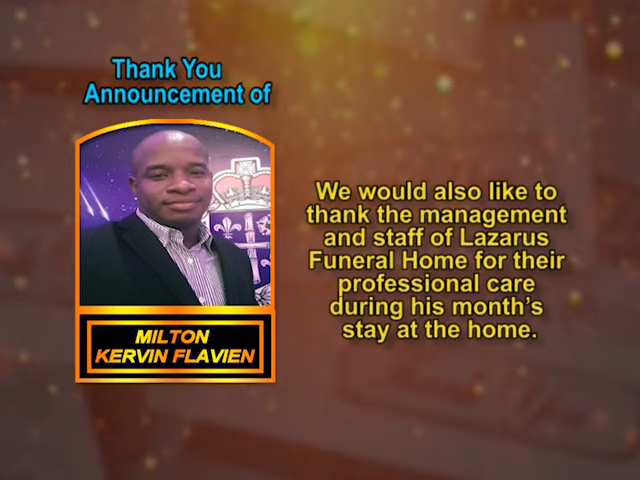 Thank You
Announcement of
MILTON
KERVIN FLAVIEN
We would also like to
thank the management
and staff of Lazarus
Funeral Home for their
professional care
during his month's
stay at the home.